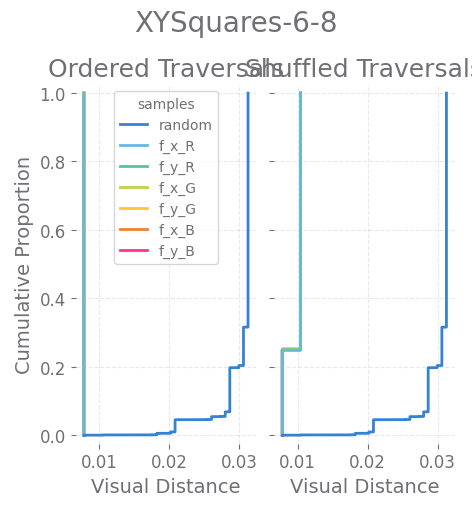 XYSquares-6-8
Ordered Traversals
Shuffled Traversals
samples
random
f_x_R
f_y_R
f_x_G
f_y_G
f_x_B
f_y_B
Cumulative Proportion
1.0
0.8
0.6
0.4
0.2
0.0
0.01 0.02 0.03
0.01 0.02 0.03
Visual Distance
Visual Distance